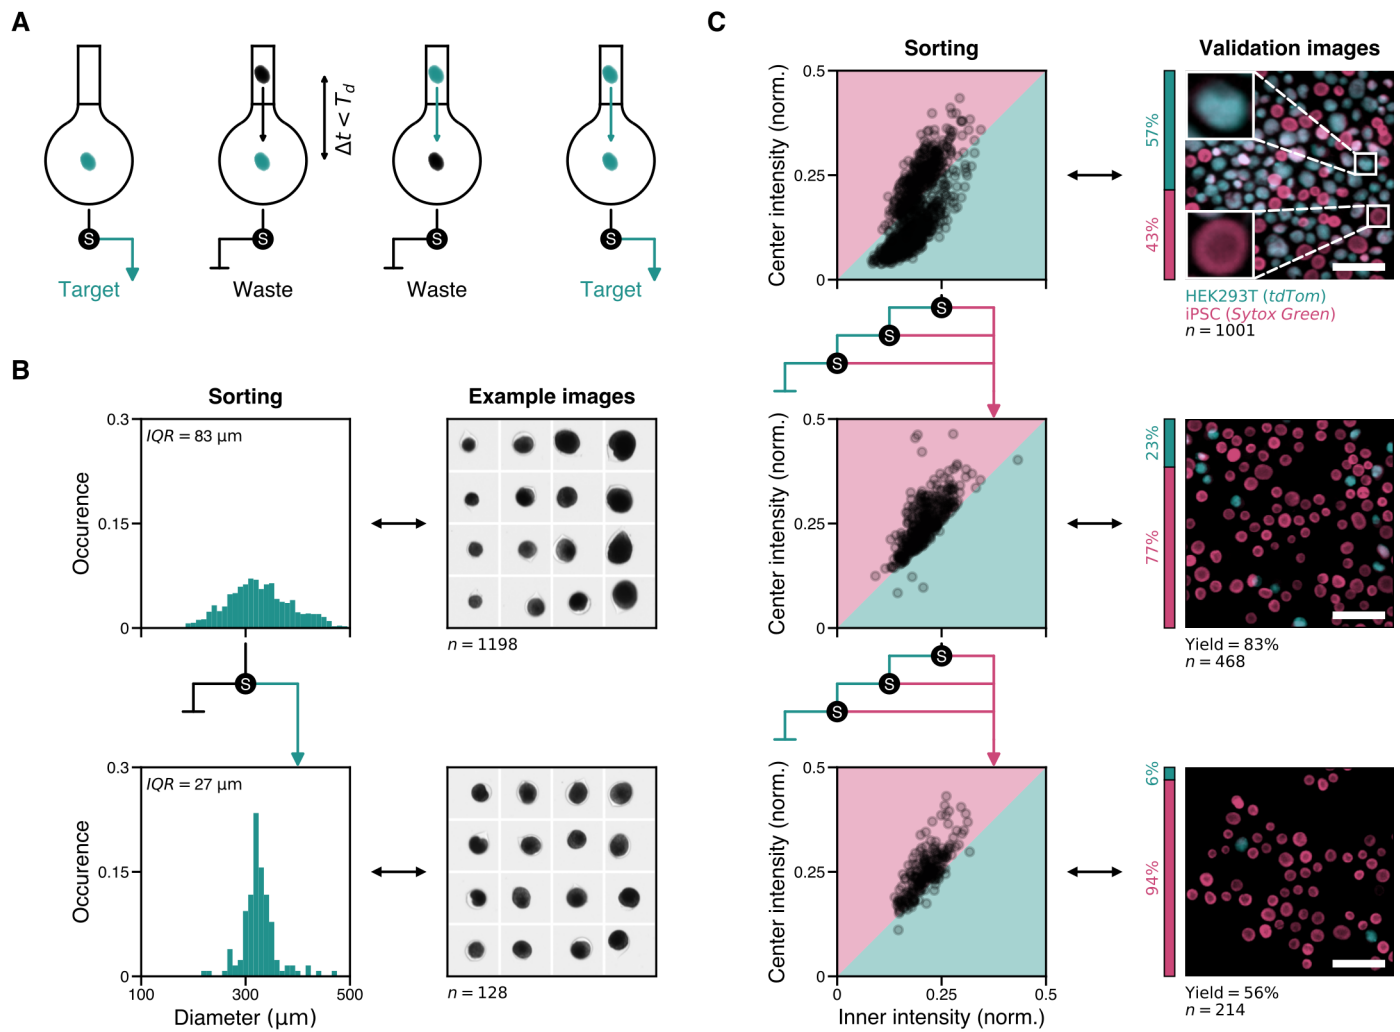 A
Δt < T_d
S
S
S
S
Target
Waste
Waste
Target
B
Sorting
Example images
0.3
0.15
0
Occurence
IQR = 83 µm
n = 1198
S
0.3
0.15
0
Occurence
IQR = 27 µm
100
300
500
Diameter (µm)
n = 128
C
Sorting
Validation images
0.5
0.25
0
Center intensity (norm.)
57%
43%
HEK293T (tdTom)
iPSC (Sytox Green)
n = 1001
S
S
S
0.5
0.25
0
Center intensity (norm.)
23%
77%
Yield = 83%
n = 468
S
S
S
0.5
0.25
0
Center intensity (norm.)
0
0.25
0.5
Inner intensity (norm.)
6%
94%
Yield = 56%
n = 214